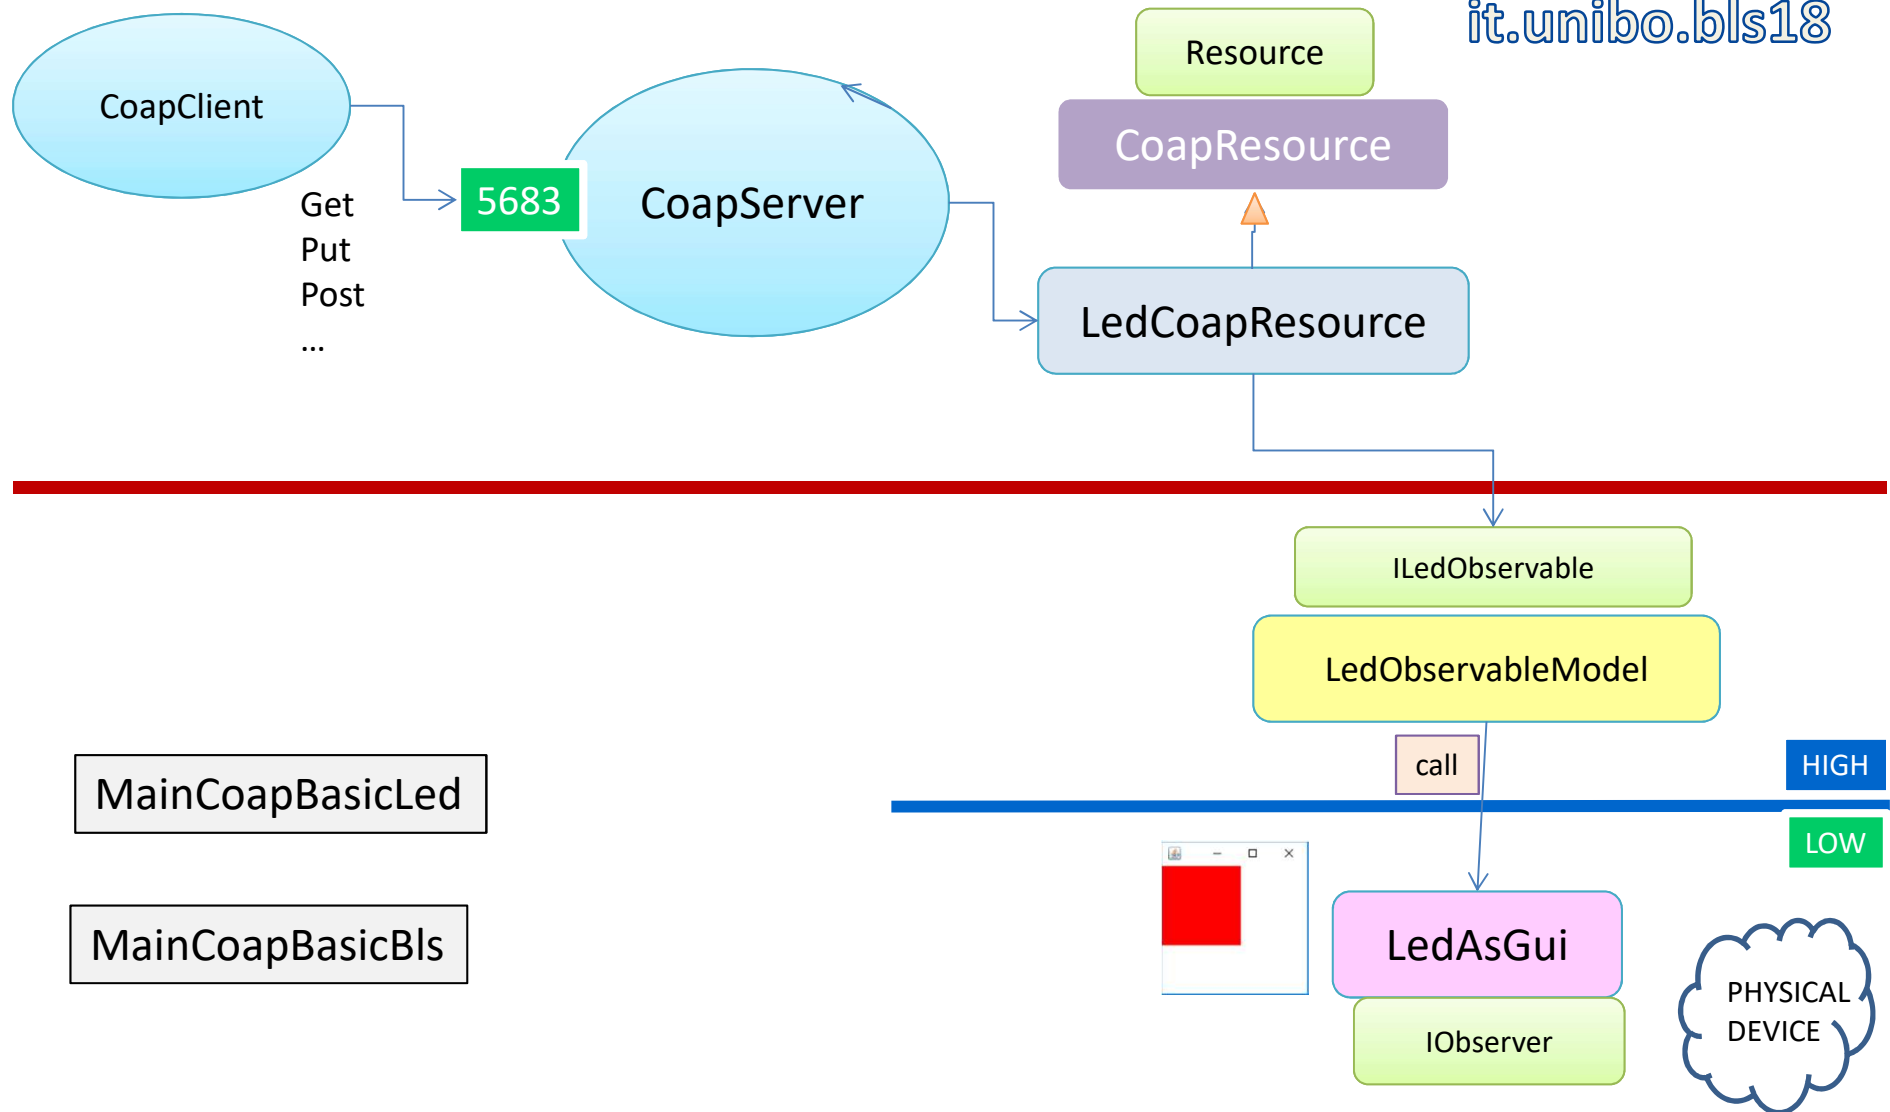 it.unibo.bls18
Resource
CoapClient
CoapResource
5683
CoapServer
Get
Put
Post
...
LedCoapResource
ILedObservable
LedObservableModel
call
HIGH
MainCoapBasicLed
LOW
LedAsGui
MainCoapBasicBls
PHYSICAL
DEVICE
IObserver